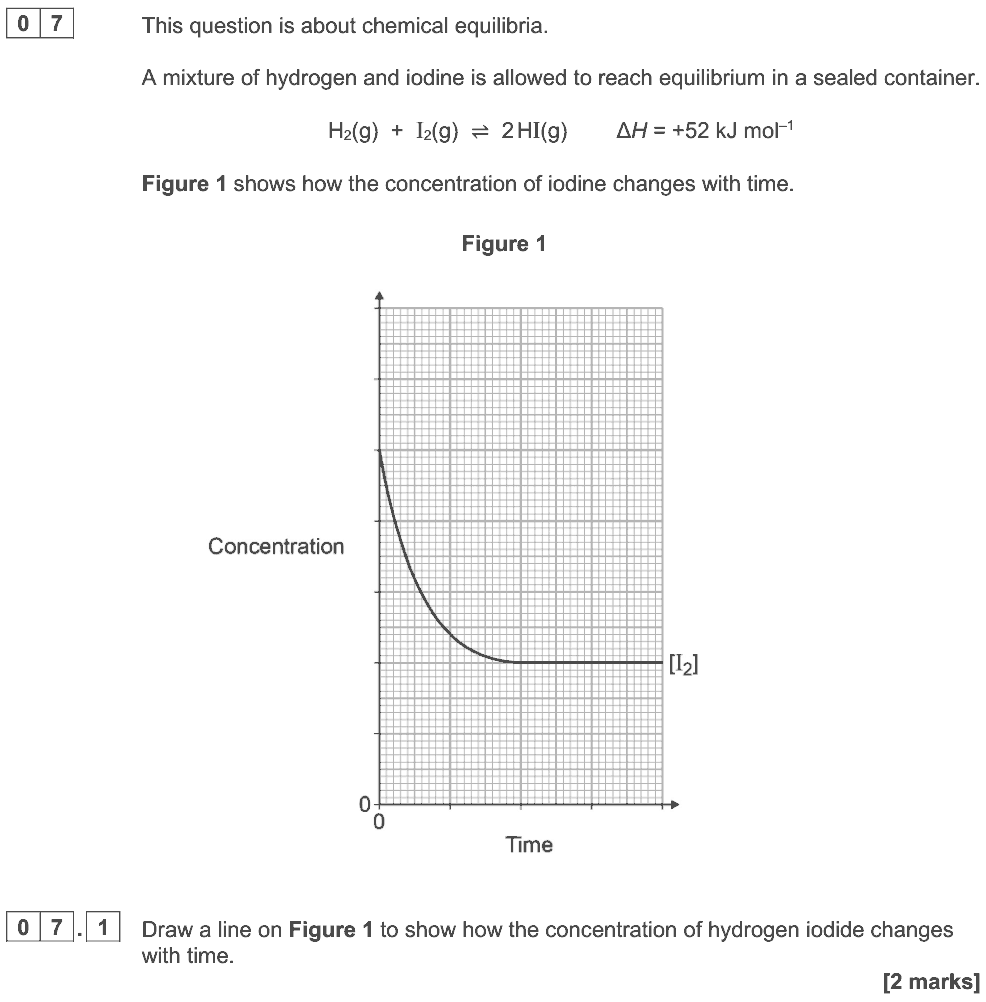 0 7 This question is about chemical equilibria.
A mixture of hydrogen and iodine is allowed to reach equilibrium in a sealed container.
H₂(g) + I₂(g) ⇌ 2HI(g) ΔH = +52 kJ mol⁻¹
Figure 1 shows how the concentration of iodine changes with time.
Figure 1
Concentration
[I₂]
0
0
Time
0 7 . 1 Draw a line on Figure 1 to show how the concentration of hydrogen iodide changes
with time.
[2 marks]